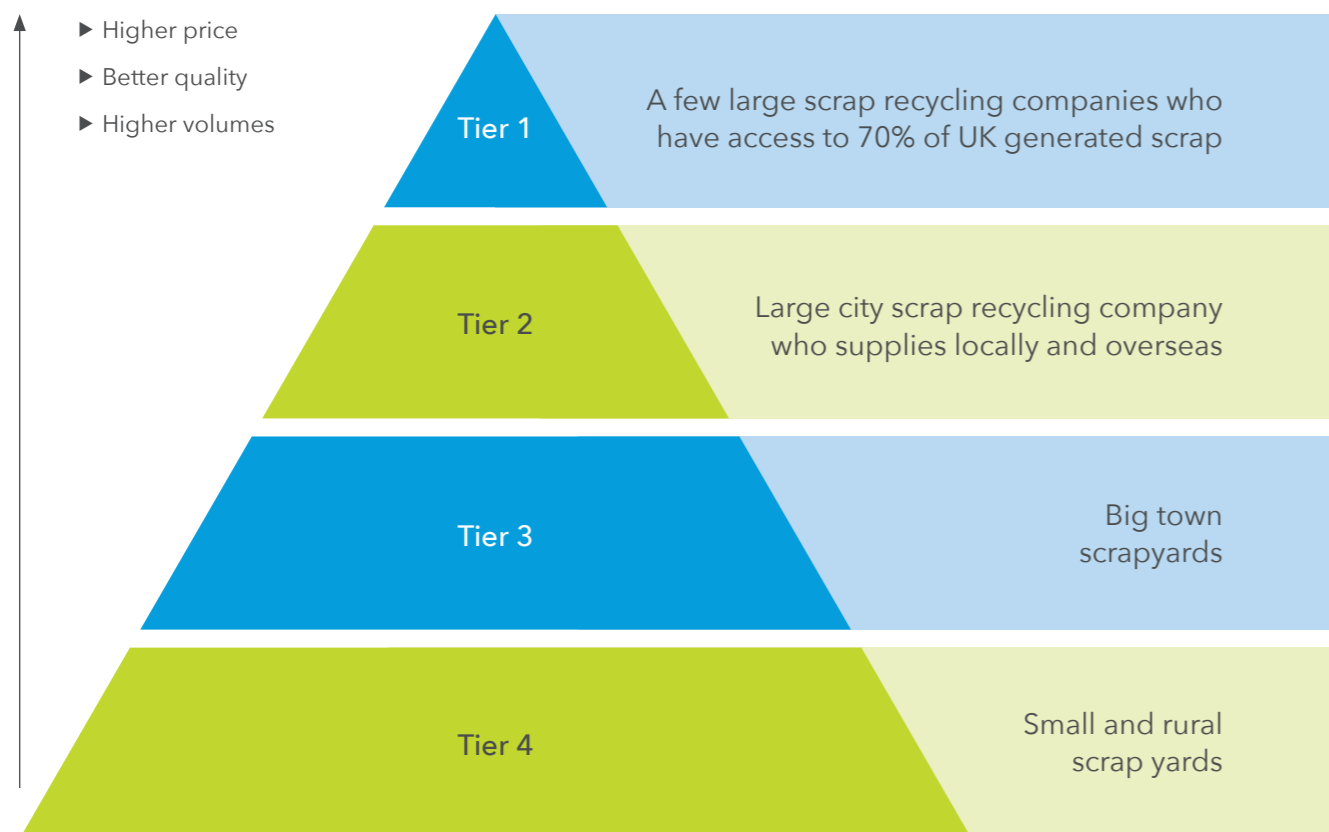 ▶ Higher price
▶ Better quality
▶ Higher volumes
Tier 1
A few large scrap recycling companies who
have access to 70% of UK generated scrap
Tier 2
Large city scrap recycling company
who supplies locally and overseas
Tier 3
Big town
scrapyards
Tier 4
Small and rural
scrap yards